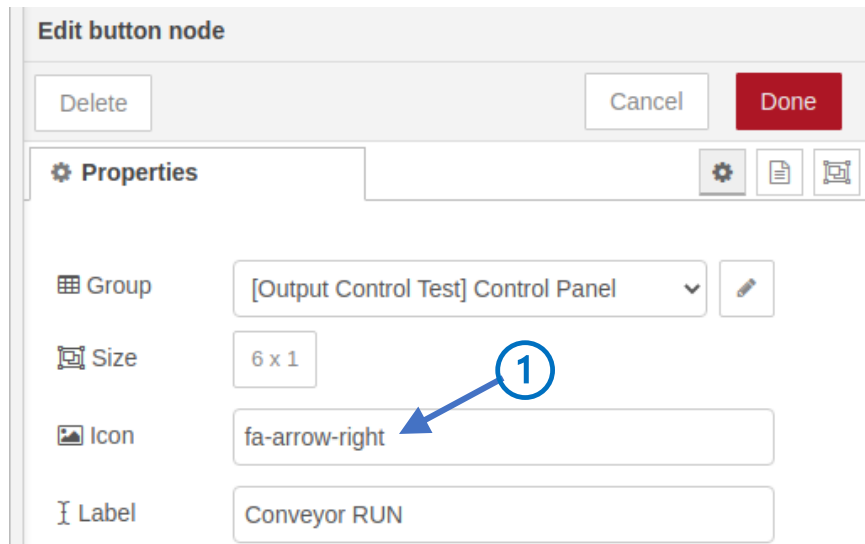 Edit button node
Delete Cancel Done
Properties
Group [Output Control Test] Control Panel
Size 6 x 1
1
Icon fa-arrow-right
Label Conveyor RUN